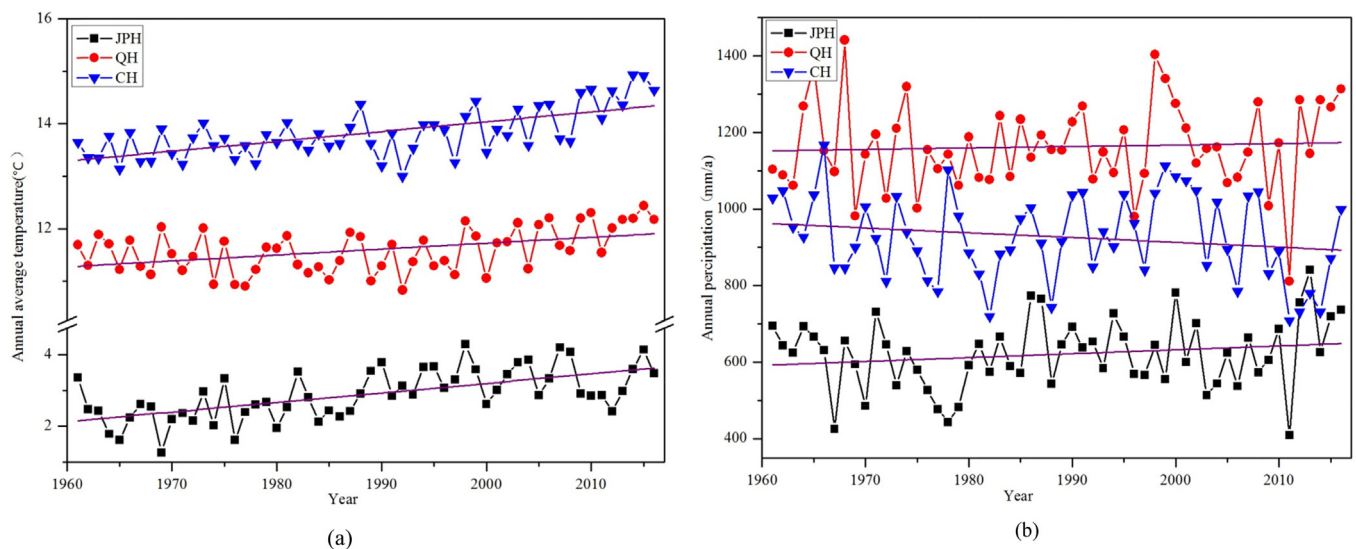 16
14
12
4
2
1960
1970
1980
1990
2000
2010
Year
Annual average temperature(°C)
JPH
QH
CH
(a)
1400
1200
1000
800
600
400
1960
1970
1980
1990
2000
2010
Year
Annual percipitation (mm/a)
JPH
QH
CH
(b)